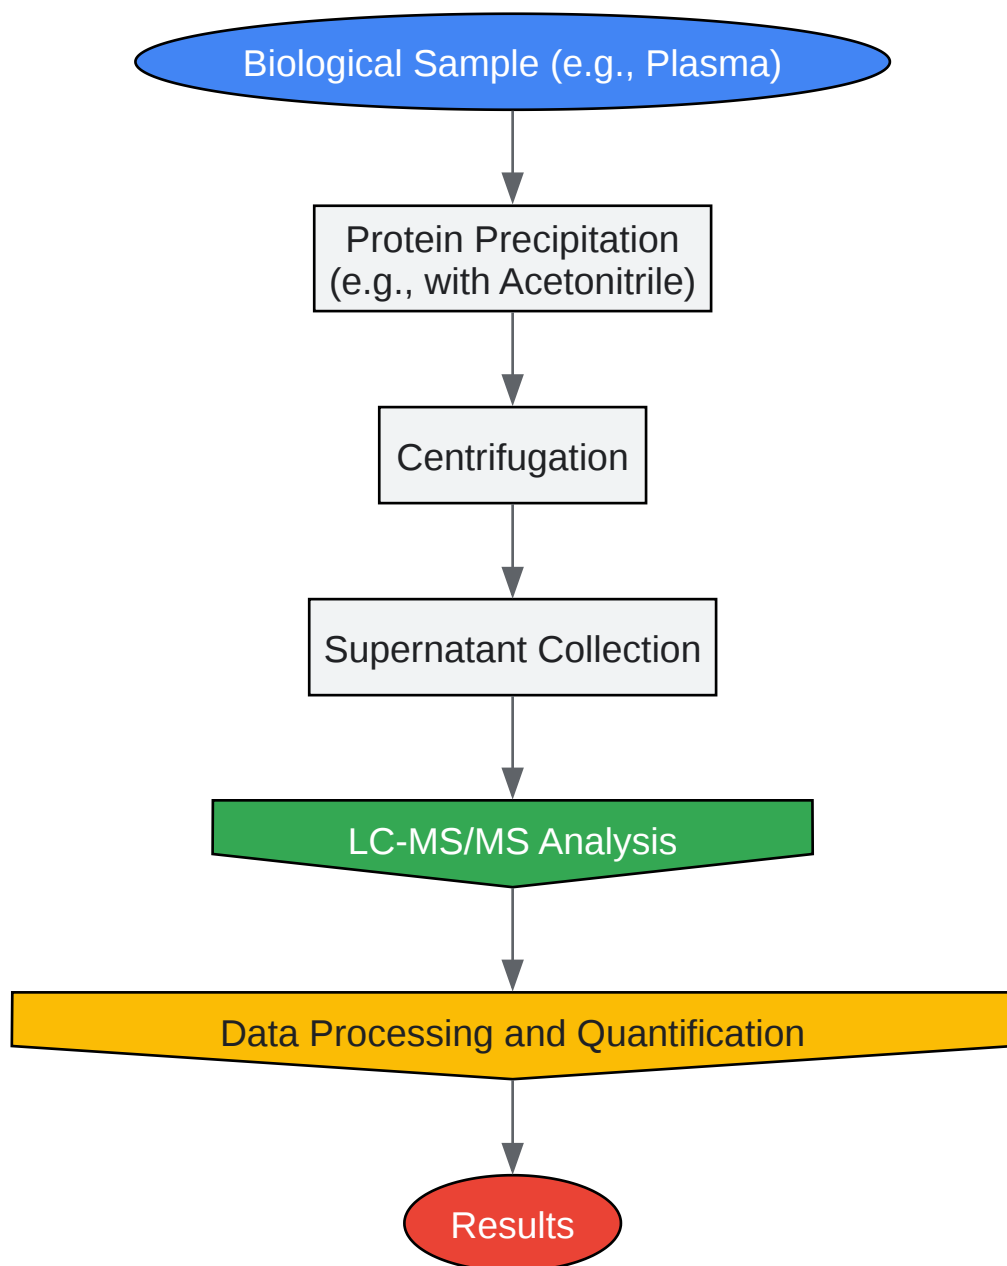 Biological Sample (e.g., Plasma)
Protein Precipitation
(e.g., with Acetonitrile)
Centrifugation
Supernatant Collection
LC-MS/MS Analysis
Data Processing and Quantification
Results